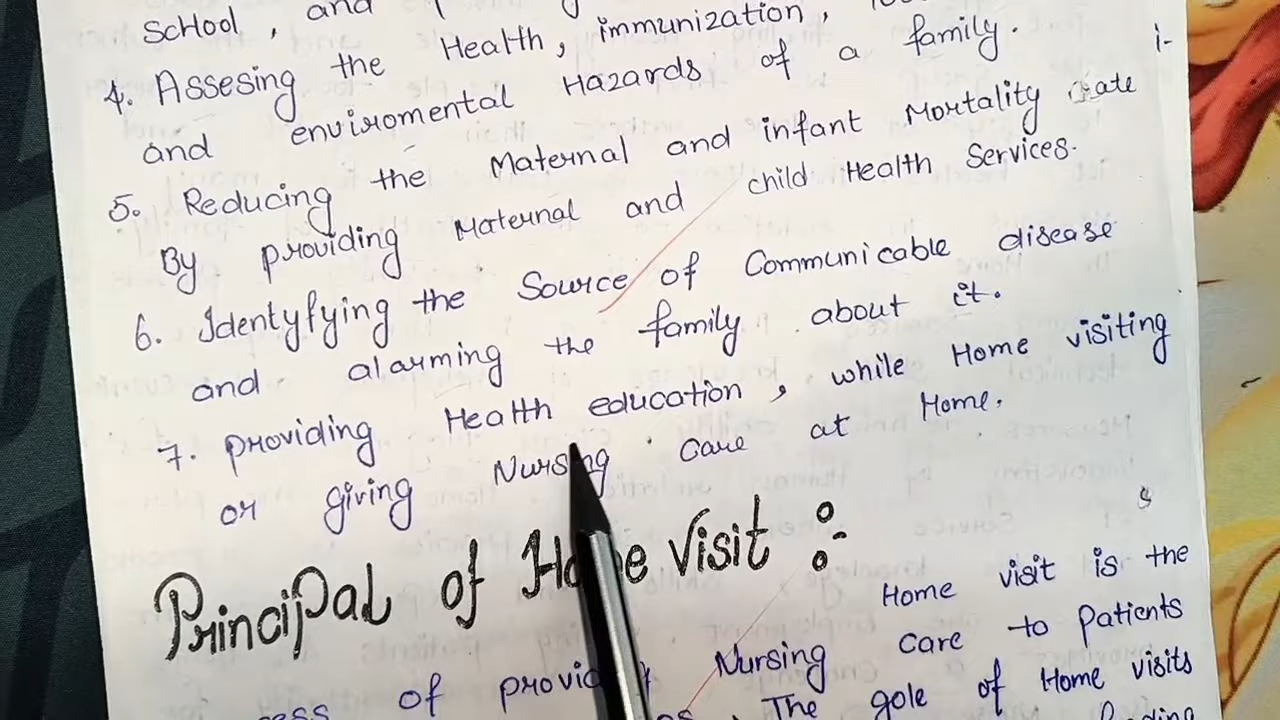 School, and
4. Assesing the Health, immunization,
and enviromental Hazards of a family.
5. Reducing the Maternal and infant Mortality rate
By providing Maternal and child Health Services.
6. Identyfying the Source of Communicable disease
and alarming the family about it.
7. providing Health education, while Home visiting
or giving Nursing care at Home.
Principal of Home Visit :-
Home visit is the
of Nursing care to Patients
The gole of Home visits